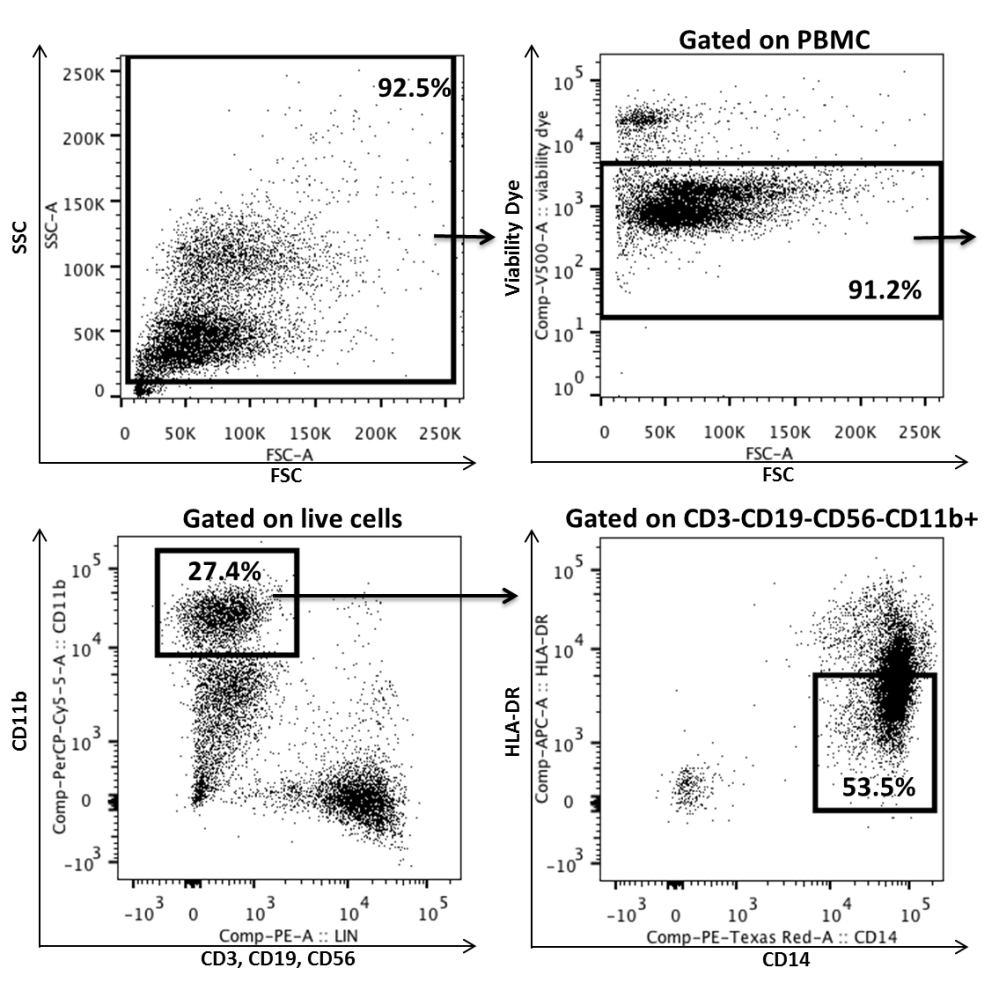 Gated on PBMC
250K
200K
150K
100K
50K
0
92.5%
SSC
SSC-A
0 50K 100K 150K 200K 250K
FSC-A
FSC
10^5
10^4
10^3
10^2
10^1
10^0
91.2%
Viability Dye
Comp-V500-A :: viability dye
0 50K 100K 150K 200K 250K
FSC-A
FSC
Gated on live cells
10^5
10^4
10^3
0
-10^3
27.4%
CD11b
Comp-PerCP-Cy5-5-A :: CD11b
-10^3 0 10^3 10^4 10^5
Comp-PE-A :: LIN
CD3, CD19, CD56
Gated on CD3-CD19-CD56-CD11b+
10^5
10^4
10^3
0
-10^3
53.5%
HLA-DR
Comp-APC-A :: HLA-DR
-10^3 0 10^3 10^4 10^5
Comp-PE-Texas Red-A :: CD14
CD14